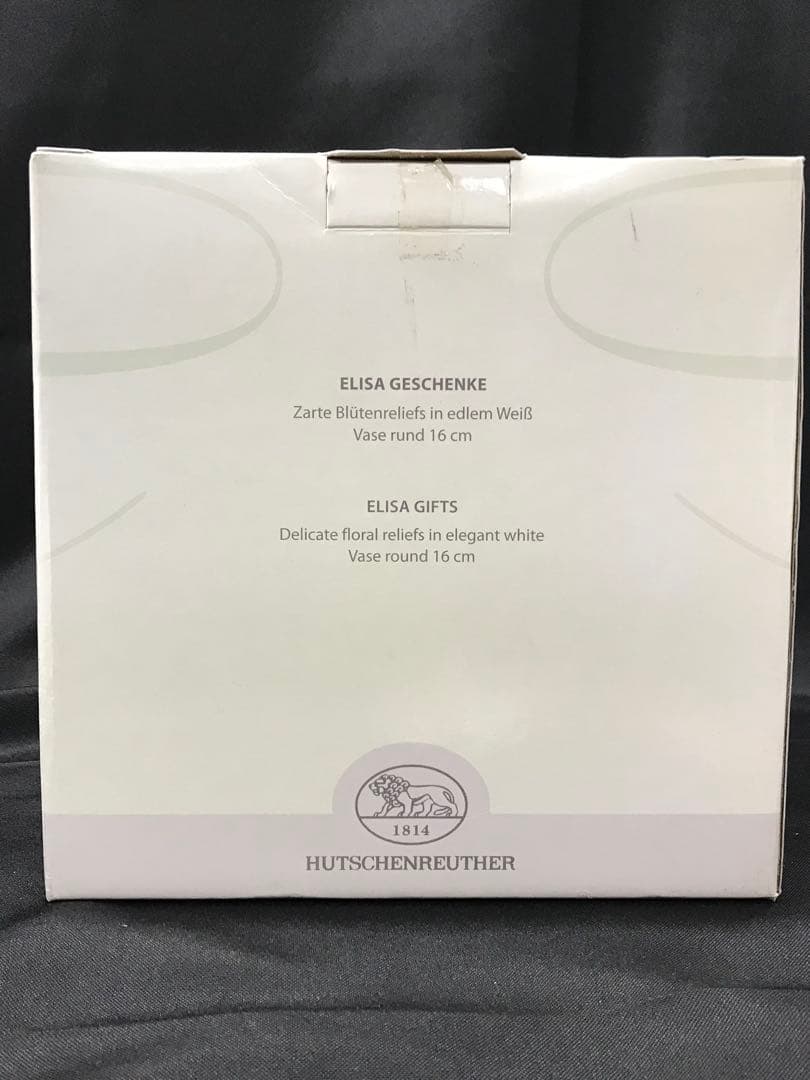 ELISA GESCHENKE
Zarte Blütenreliefs in edlem Weiß
Vase rund 16 cm
ELISA GIFTS
Delicate floral reliefs in elegant white
Vase round 16 cm
1814
HUTSCHENREUTHER